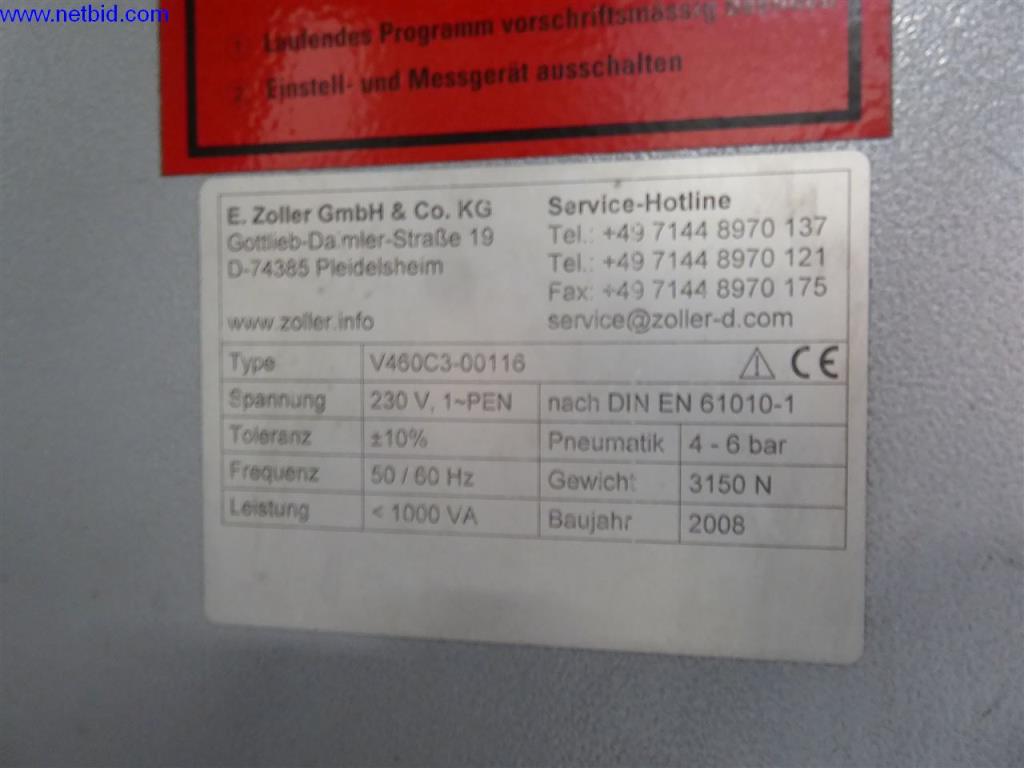 www.netbid.com
1. Laufendes Programm vorschriftsmässig
2. Einstell- und Messgerät ausschalten
E. Zoller GmbH & Co. KG
Gottlieb-Daimler-Straße 19
D-74385 Pleidelsheim
www.zoller.info
Service-Hotline
Tel.: +49 7144 8970 137
Tel.: +49 7144 8970 121
Fax: +49 7144 8970 175
service@zoller-d.com
Type V460C3-00116 CE
Spannung 230 V, 1~PEN nach DIN EN 61010-1
Toleranz ±10% Pneumatik 4 - 6 bar
Frequenz 50 / 60 Hz Gewicht 3150 N
Leistung < 1000 VA Baujahr 2008